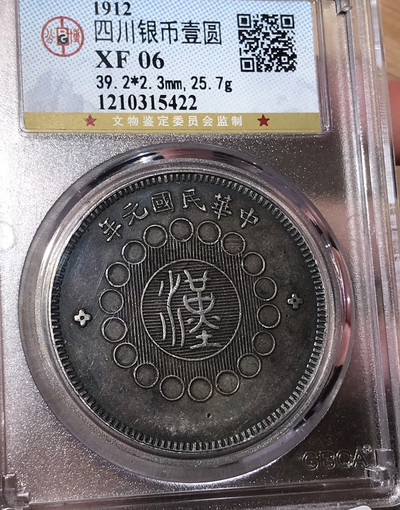 1912
四川银币壹圆
XF 06
39.2*2.3mm,25.7g
1210315422
★ 文物鉴定委员会监制 ★
年元國民華中
漢
GBCA